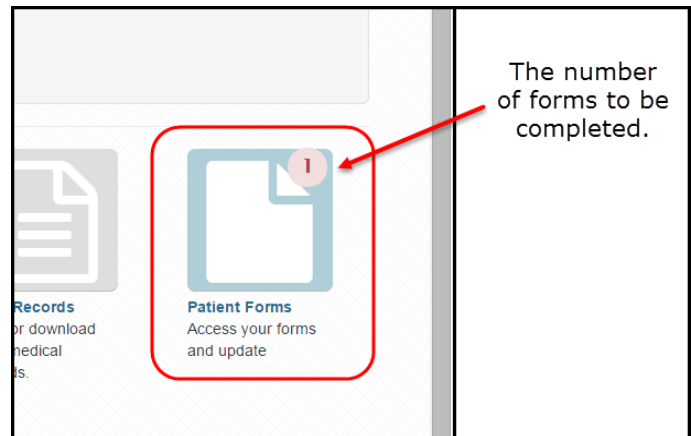 The number
of forms to be
completed.
1
Records
or download
medical
Patient Forms
Access your forms
and update